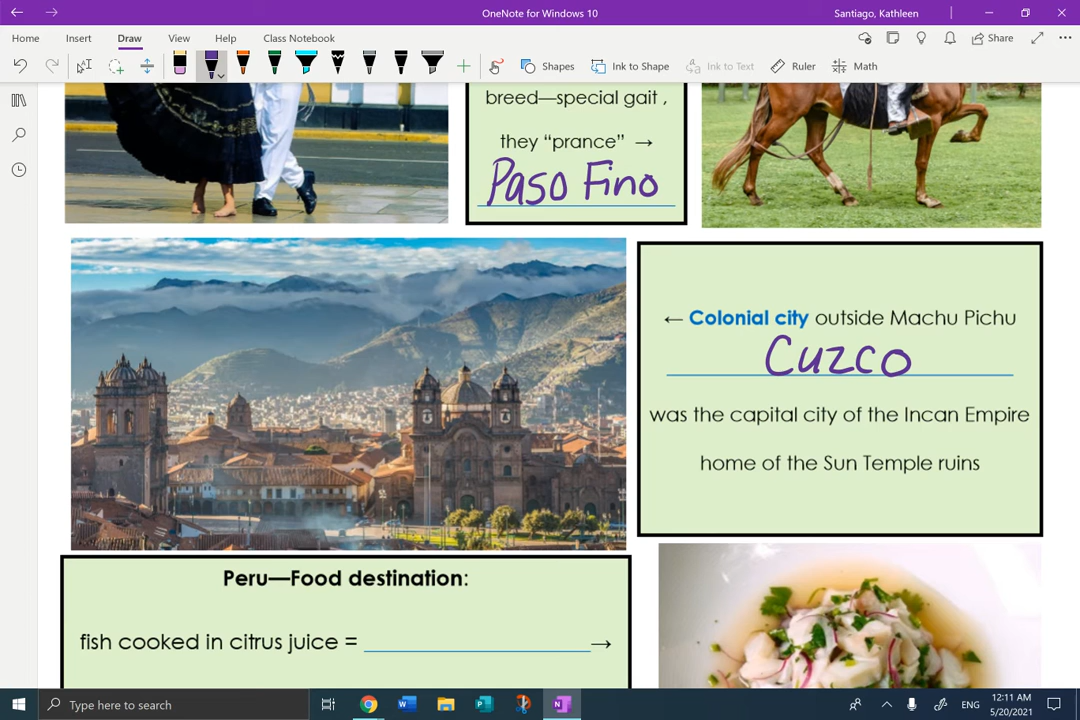 OneNote for Windows 10
Santiago, Kathleen
Home Insert Draw View Help Class Notebook
Share
Shapes
Ink to Shape
Ink to Text
Ruler
Math
breed—special gait ,
they “prance” →
Paso Fino
← Colonial city outside Machu Pichu
Cuzco
was the capital city of the Incan Empire
home of the Sun Temple ruins
Peru—Food destination:
fish cooked in citrus juice = →
Type here to search
ENG
12:11 AM
5/20/2021